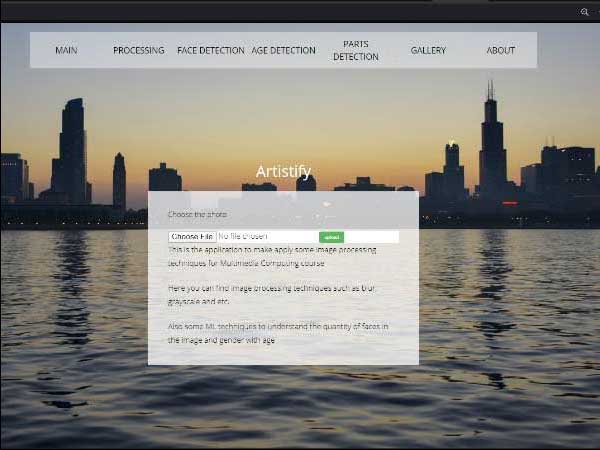 MAIN PROCESSING FACE DETECTION AGE DETECTION PARTS DETECTION GALLERY ABOUT
Artistify
Choose the photo
Choose File No file chosen upload
This is the application to make apply some image processing
techniques for Multimedia Computing course
Here you can find image processing techniques such as blur,
grayscale and etc.
Also some ML techniques to understand the quantity of faces in
the image and gender with age